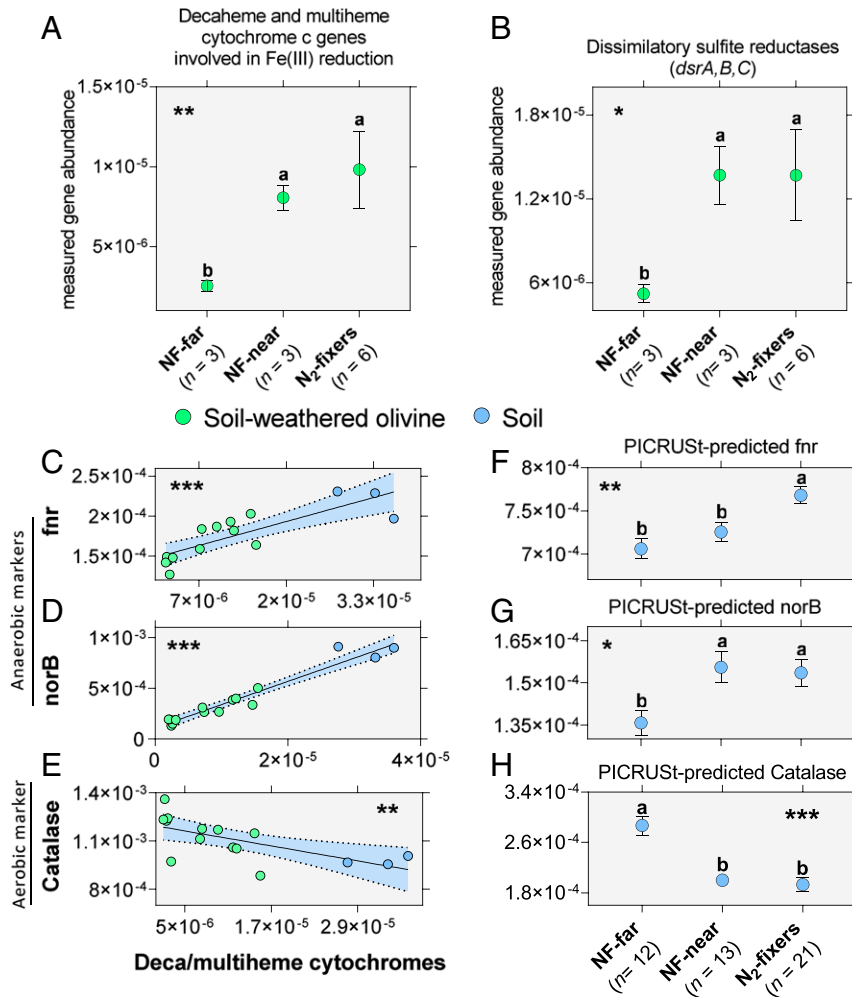 A
Decaheme and multiheme
cytochrome c genes
involved in Fe(III) reduction
measured gene abundance
1.5×10⁻⁵
1×10⁻⁵
5×10⁻⁶
**
b
a
a
NF-far
(n = 3)
NF-near
(n = 3)
N₂-fixers
(n = 6)
B
Dissimilatory sulfite reductases
(dsrA,B,C)
measured gene abundance
1.8×10⁻⁵
1.2×10⁻⁵
6×10⁻⁶
*
b
a
a
NF-far
(n= 3)
NF-near
(n = 3)
N₂-fixers
(n = 6)
Soil-weathered olivine
Soil
Anaerobic markers
C
fnr
2.5×10⁻⁴
2×10⁻⁴
1.5×10⁻⁴
***
7×10⁻⁶
2×10⁻⁵
3.3×10⁻⁵
D
norB
1×10⁻³
5×10⁻⁴
0
***
0
2×10⁻⁵
4×10⁻⁵
Aerobic marker
E
Catalase
1.4×10⁻³
1.1×10⁻³
8×10⁻⁴
**
5×10⁻⁶
1.7×10⁻⁵
2.9×10⁻⁵
Deca/multiheme cytochromes
F
PICRUSt-predicted fnr
8×10⁻⁴
7.5×10⁻⁴
7×10⁻⁴
**
b
b
a
G
PICRUSt-predicted norB
1.65×10⁻⁴
1.5×10⁻⁴
1.35×10⁻⁴
*
b
a
a
H
PICRUSt-predicted Catalase
3.4×10⁻⁴
2.6×10⁻⁴
1.8×10⁻⁴
***
a
b
b
NF-far
(n= 12)
NF-near
(n = 13)
N₂-fixers
(n = 21)